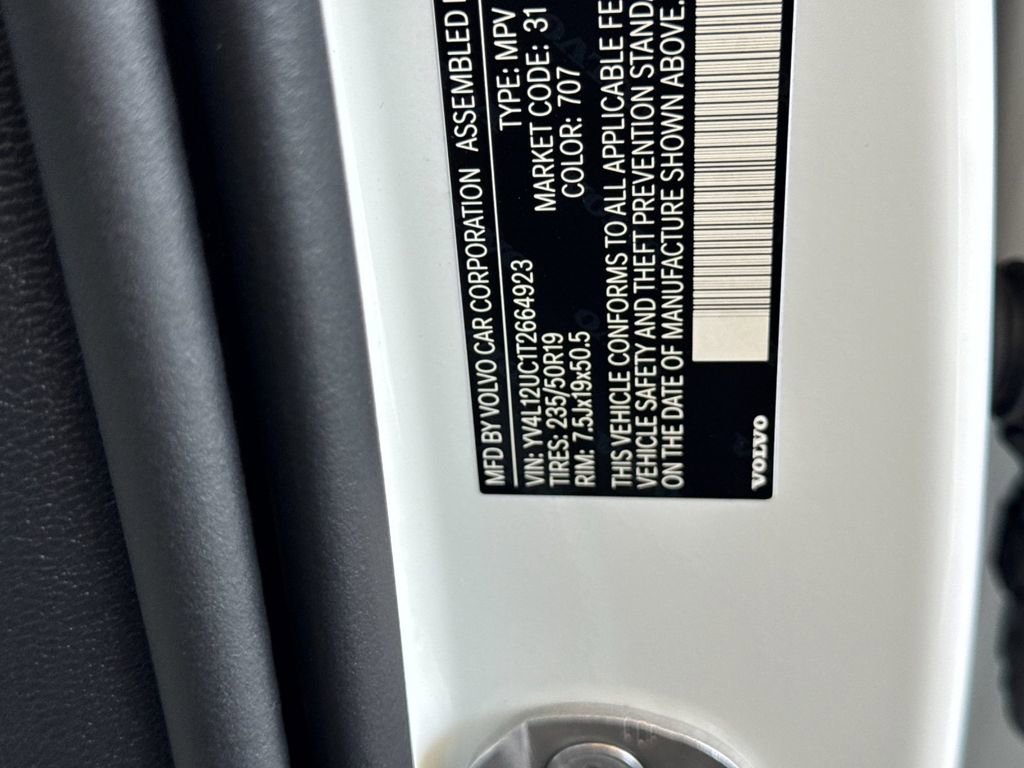 MFD BY VOLVO CAR CORPORATION ASSEMBLED
VIN: YV4L12UC1T2664923 TYPE: MPV
TIRES: 235/50R19 MARKET CODE: 31
RIM: 7.5Jx19x50.5 COLOR: 707
THIS VEHICLE CONFORMS TO ALL APPLICABLE FE
VEHICLE SAFETY AND THEFT PREVENTION STANDA
ON THE DATE OF MANUFACTURE SHOWN ABOVE.
VOLVO